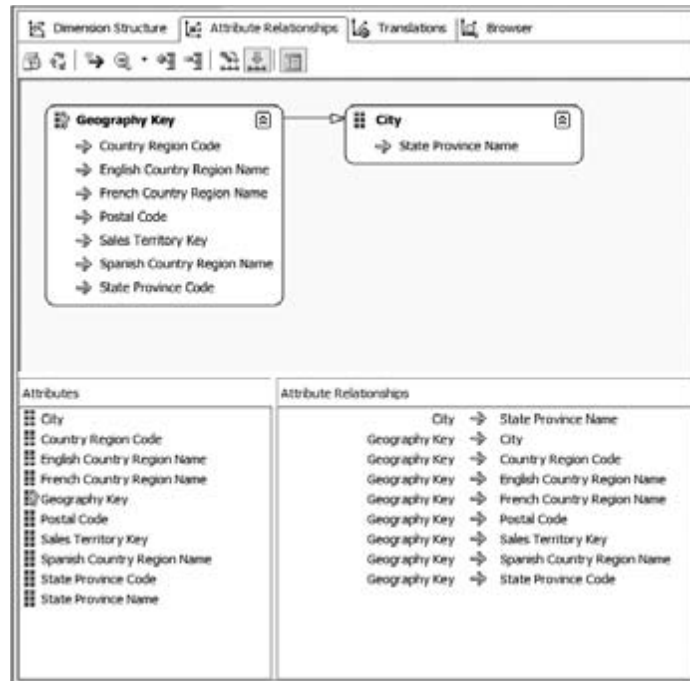 Dimension Structure Attribute Relationships Translations Browser
Geography Key City
Country Region Code State Province Name
English Country Region Name
French Country Region Name
Postal Code
Sales Territory Key
Spanish Country Region Name
State Province Code
Attributes
City
Country Region Code
English Country Region Name
French Country Region Name
Geography Key
Postal Code
Sales Territory Key
Spanish Country Region Name
State Province Code
State Province Name
Attribute Relationships
City State Province Name
Geography Key City
Geography Key Country Region Code
Geography Key English Country Region Name
Geography Key French Country Region Name
Geography Key Postal Code
Geography Key Sales Territory Key
Geography Key Spanish Country Region Name
Geography Key State Province Code